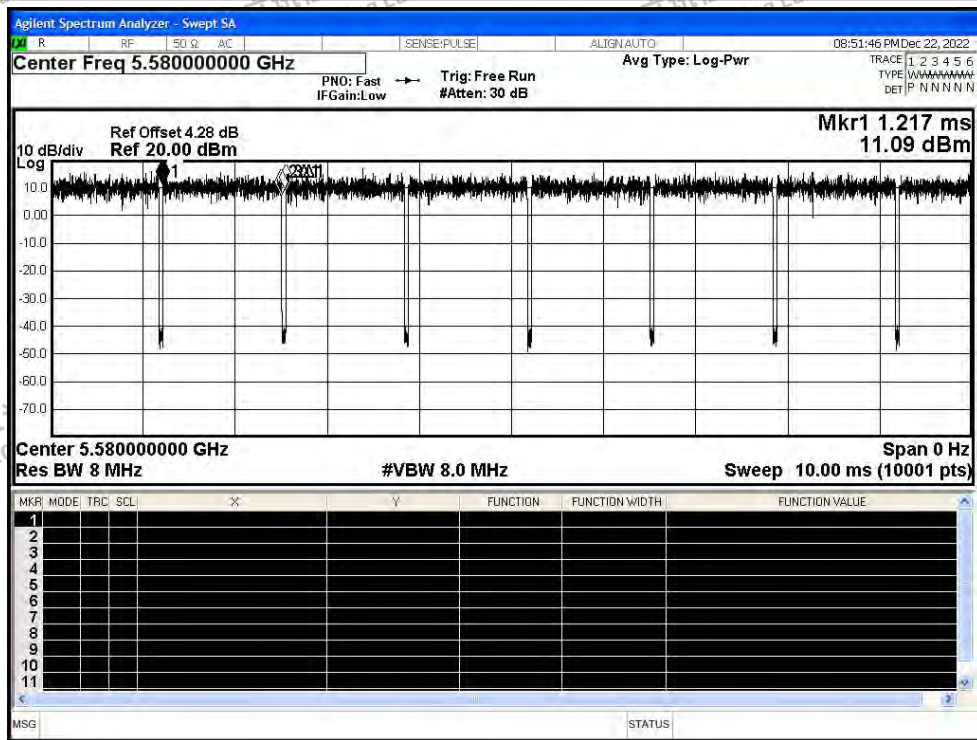 Agilent Spectrum Analyzer - Swept SA
LXI R RF 50 Ω AC SENSE:PULSE ALIGN AUTO 08:51:46 PM Dec 22, 2022
Center Freq 5.580000000 GHz
Avg Type: Log-Pwr
TRACE 1 2 3 4 5 6
TYPE
DET P N N N N N
PNO: Fast
IFGain:Low
Trig: Free Run
#Atten: 30 dB
Mkr1 1.217 ms
11.09 dBm
Ref Offset 4.28 dB
10 dB/div Ref 20.00 dBm
Log
1
10.0
0.00
-10.0
-20.0
-30.0
-40.0
-50.0
-60.0
-70.0
Center 5.580000000 GHz Span 0 Hz
Res BW 8 MHz #VBW 8.0 MHz Sweep 10.00 ms (10001 pts)
MKR MODE TRC SCL X Y FUNCTION FUNCTION WIDTH FUNCTION VALUE
1
2
3
4
5
6
7
8
9
10
11
MSG STATUS